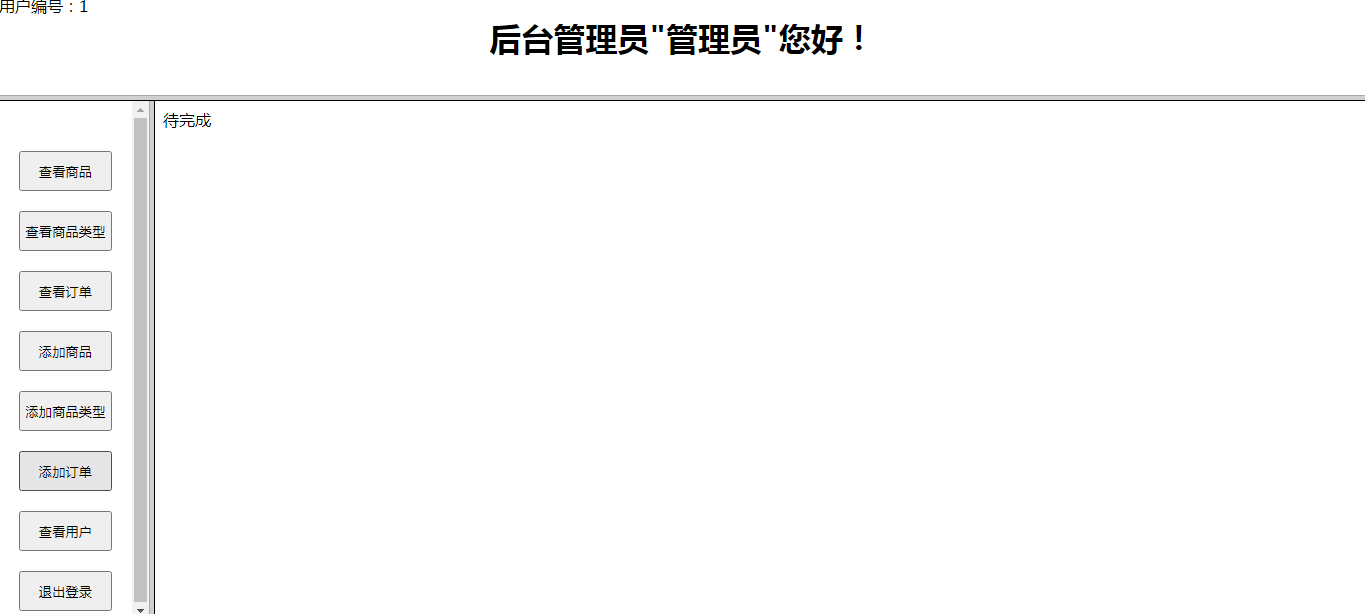 用户编号：1
后台管理员"管理员"您好！
待完成
查看商品
查看商品类型
查看订单
添加商品
添加商品类型
添加订单
查看用户
退出登录